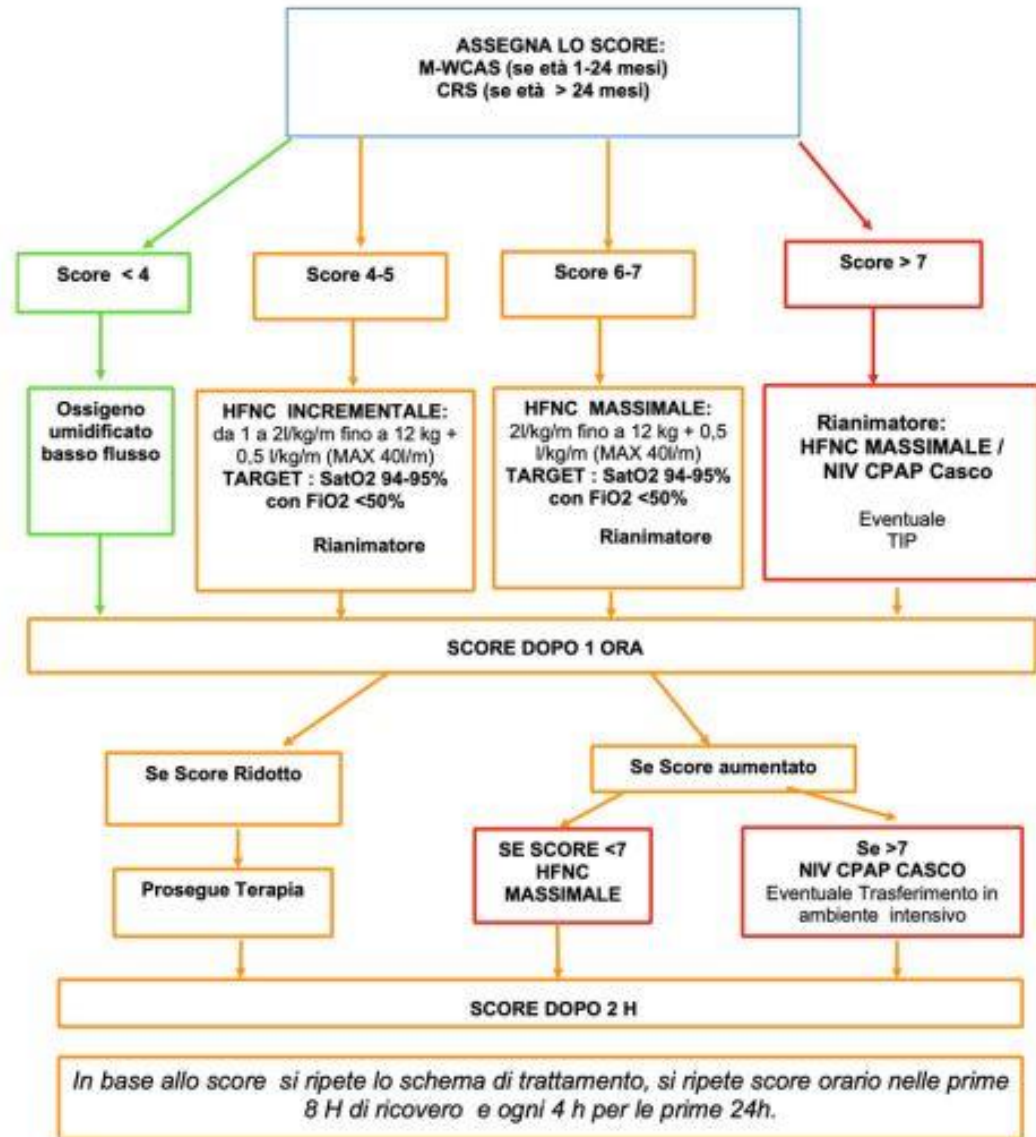 ASSEGNA LO SCORE:
M-WCAS (se età 1-24 mesi)
CRS (se età > 24 mesi)
Score < 4
Score 4-5
Score 6-7
Score > 7
Ossigeno
umidificato
basso flusso
HFNC INCREMENTALE:
da 1 a 2l/kg/m fino a 12 kg +
0,5 l/kg/m (MAX 40l/m)
TARGET : SatO2 94-95%
con FiO2 <50%
Rianimatore
HFNC MASSIMALE:
2l/kg/m fino a 12 kg + 0,5
l/kg/m (MAX 40l/m)
TARGET : SatO2 94-95%
con FiO2 <50%
Rianimatore
Rianimatore:
HFNC MASSIMALE /
NIV CPAP Casco
Eventuale
TIP
SCORE DOPO 1 ORA
Se Score Ridotto
Se Score aumentato
Prosegue Terapia
SE SCORE <7
HFNC
MASSIMALE
Se >7
NIV CPAP CASCO
Eventuale Trasferimento in
ambiente intensivo
SCORE DOPO 2 H
In base allo score si ripete lo schema di trattamento, si ripete score orario nelle prime
8 H di ricovero e ogni 4 h per le prime 24h.